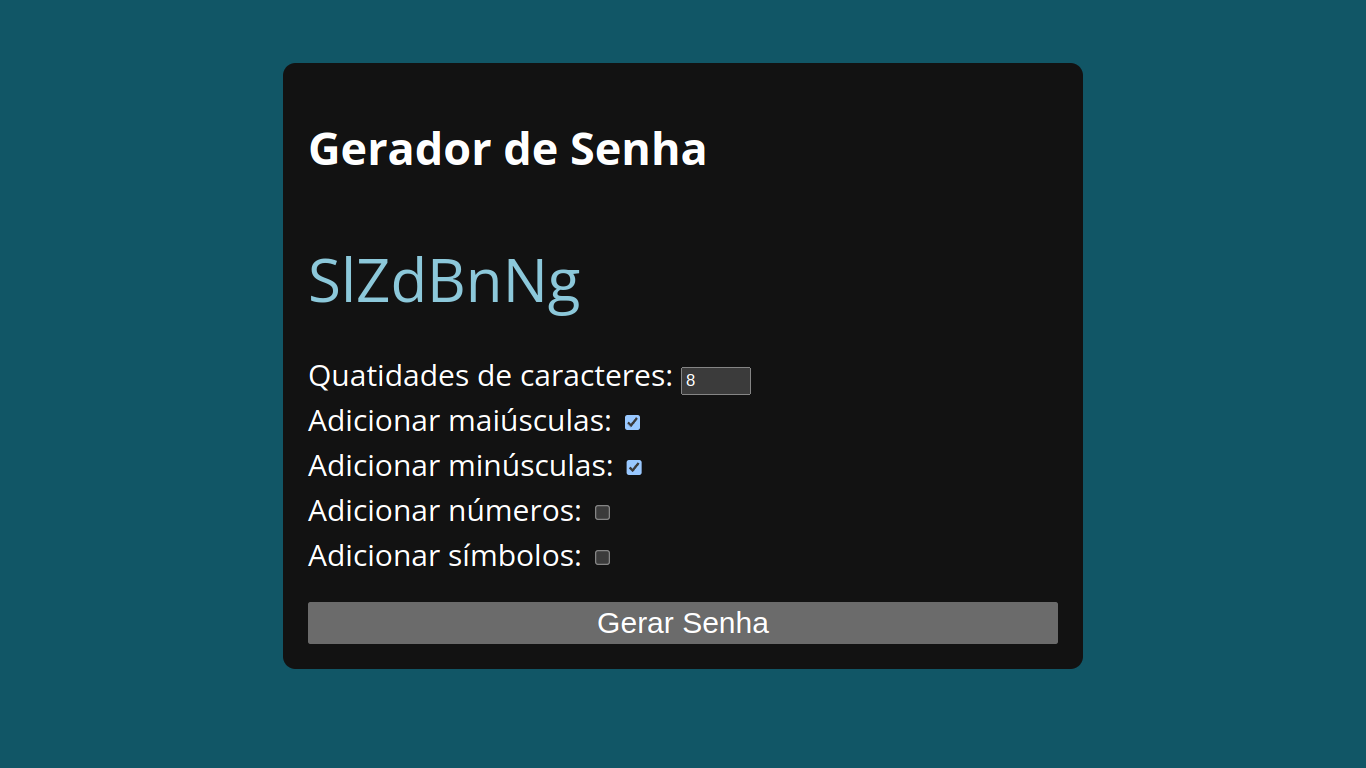 Gerador de Senha
SlZdBnNg
Quatidades de caracteres: 8
Adicionar maiúsculas:
Adicionar minúsculas:
Adicionar números:
Adicionar símbolos:
Gerar Senha